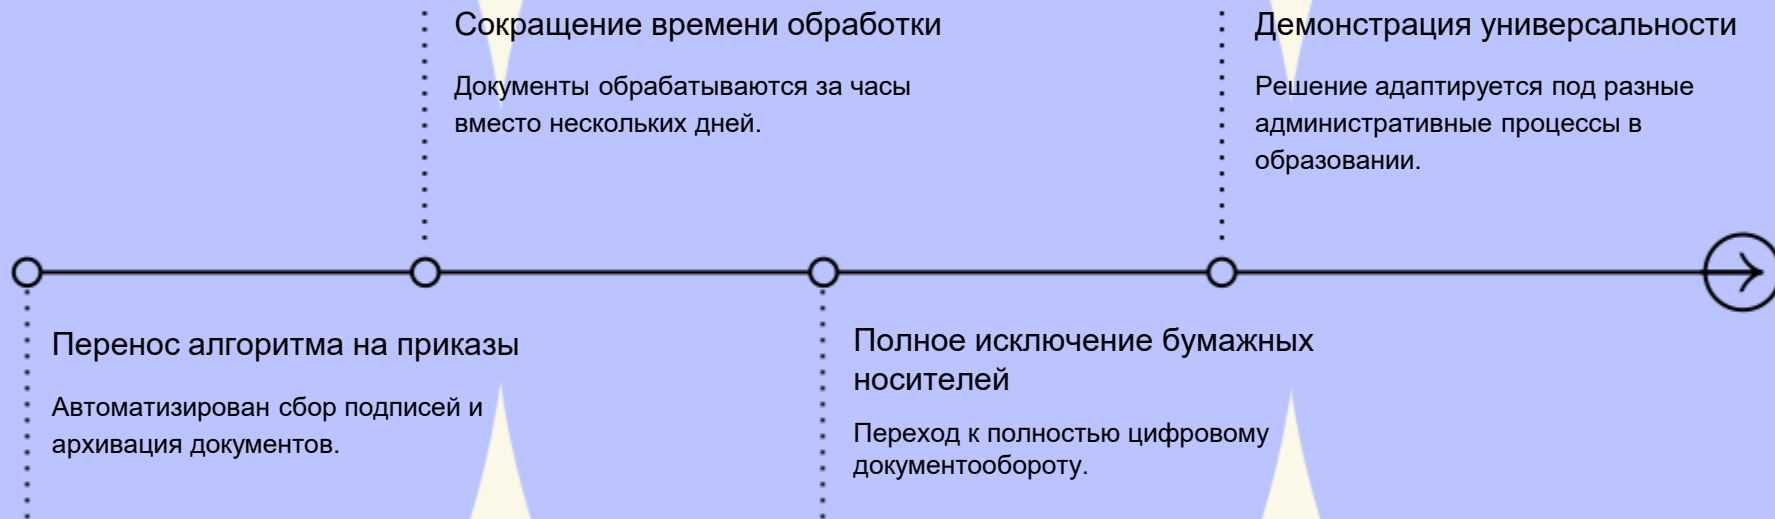 Сокращение времени обработки
Документы обрабатываются за часы
вместо нескольких дней.
Демонстрация универсальности
Решение адаптируется под разные
административные процессы в
образовании.
Перенос алгоритма на приказы
Автоматизирован сбор подписей и
архивация документов.
Полное исключение бумажных
носителей
Переход к полностью цифровому
документообороту.